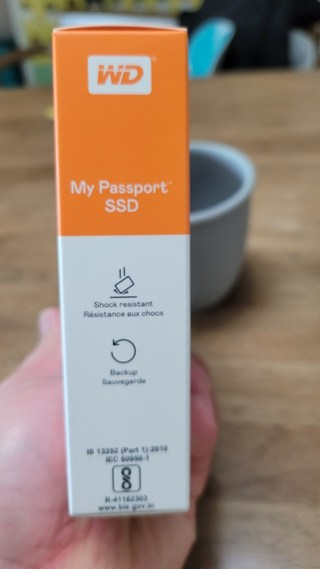 WD
My Passport™
SSD
Shock resistant
Résistance aux chocs
Backup
Sauvegarde
IS 13252 (Part 1):2010
IEC 60950-1
R-41182303
www.bis.gov.in